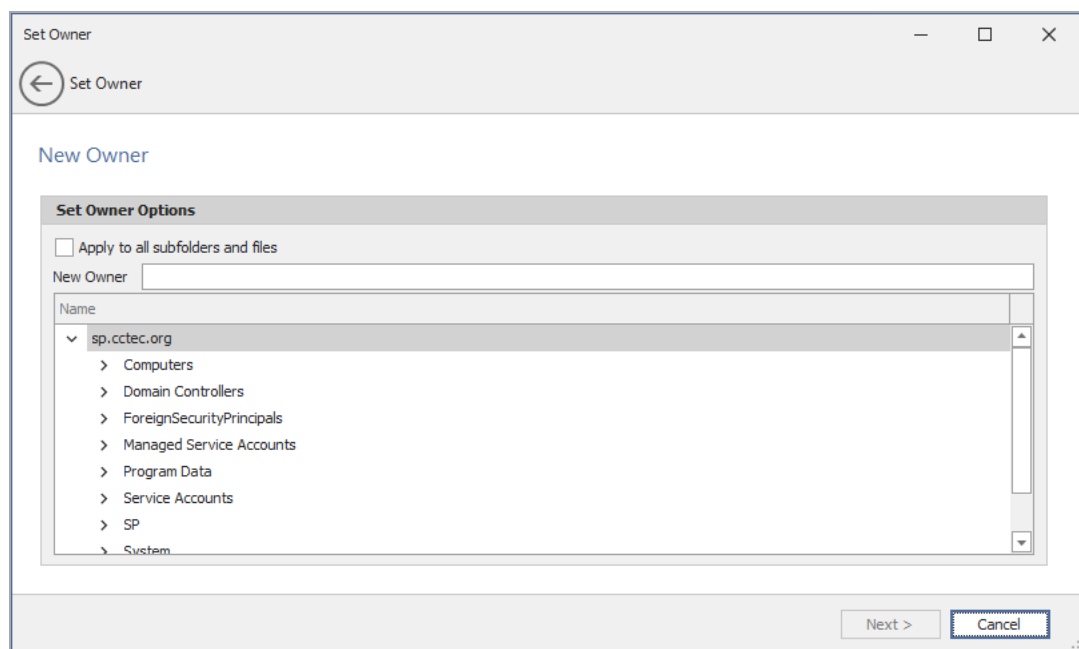 Set Owner
Set Owner
New Owner
Set Owner Options
Apply to all subfolders and files
New Owner
Name
sp.cctec.org
Computers
Domain Controllers
ForeignSecurityPrincipals
Managed Service Accounts
Program Data
Service Accounts
SP
System
Next >
Cancel